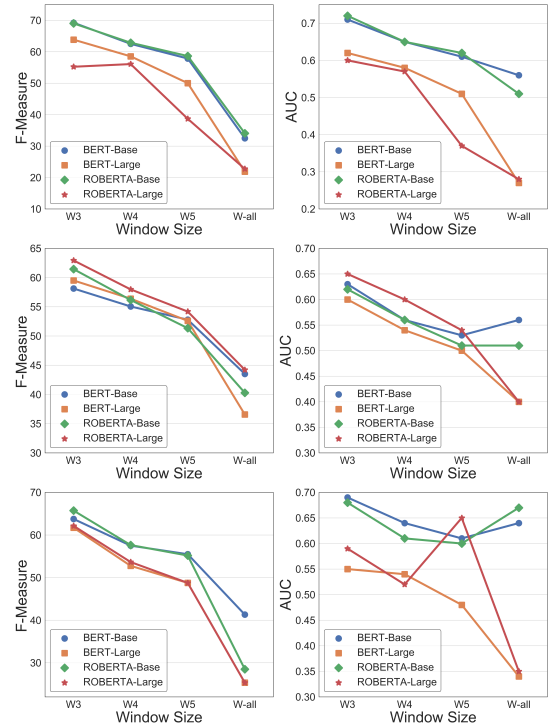 70
60
50
40
30
20
10
F-Measure
BERT-Base
BERT-Large
ROBERTA-Base
ROBERTA-Large
W3 W4 W5 W-all
Window Size
0.7
0.6
0.5
0.4
0.3
0.2
AUC
BERT-Base
BERT-Large
ROBERTA-Base
ROBERTA-Large
W3 W4 W5 W-all
Window Size
65
60
55
50
45
40
35
30
F-Measure
BERT-Base
BERT-Large
ROBERTA-Base
ROBERTA-Large
W3 W4 W5 W-all
Window Size
0.70
0.65
0.60
0.55
0.50
0.45
0.40
0.35
0.30
AUC
BERT-Base
BERT-Large
ROBERTA-Base
ROBERTA-Large
W3 W4 W5 W-all
Window Size
70
60
50
40
30
F-Measure
BERT-Base
BERT-Large
ROBERTA-Base
ROBERTA-Large
W3 W4 W5 W-all
Window Size
0.70
0.65
0.60
0.55
0.50
0.45
0.40
0.35
0.30
AUC
BERT-Base
BERT-Large
ROBERTA-Base
ROBERTA-Large
W3 W4 W5 W-all
Window Size